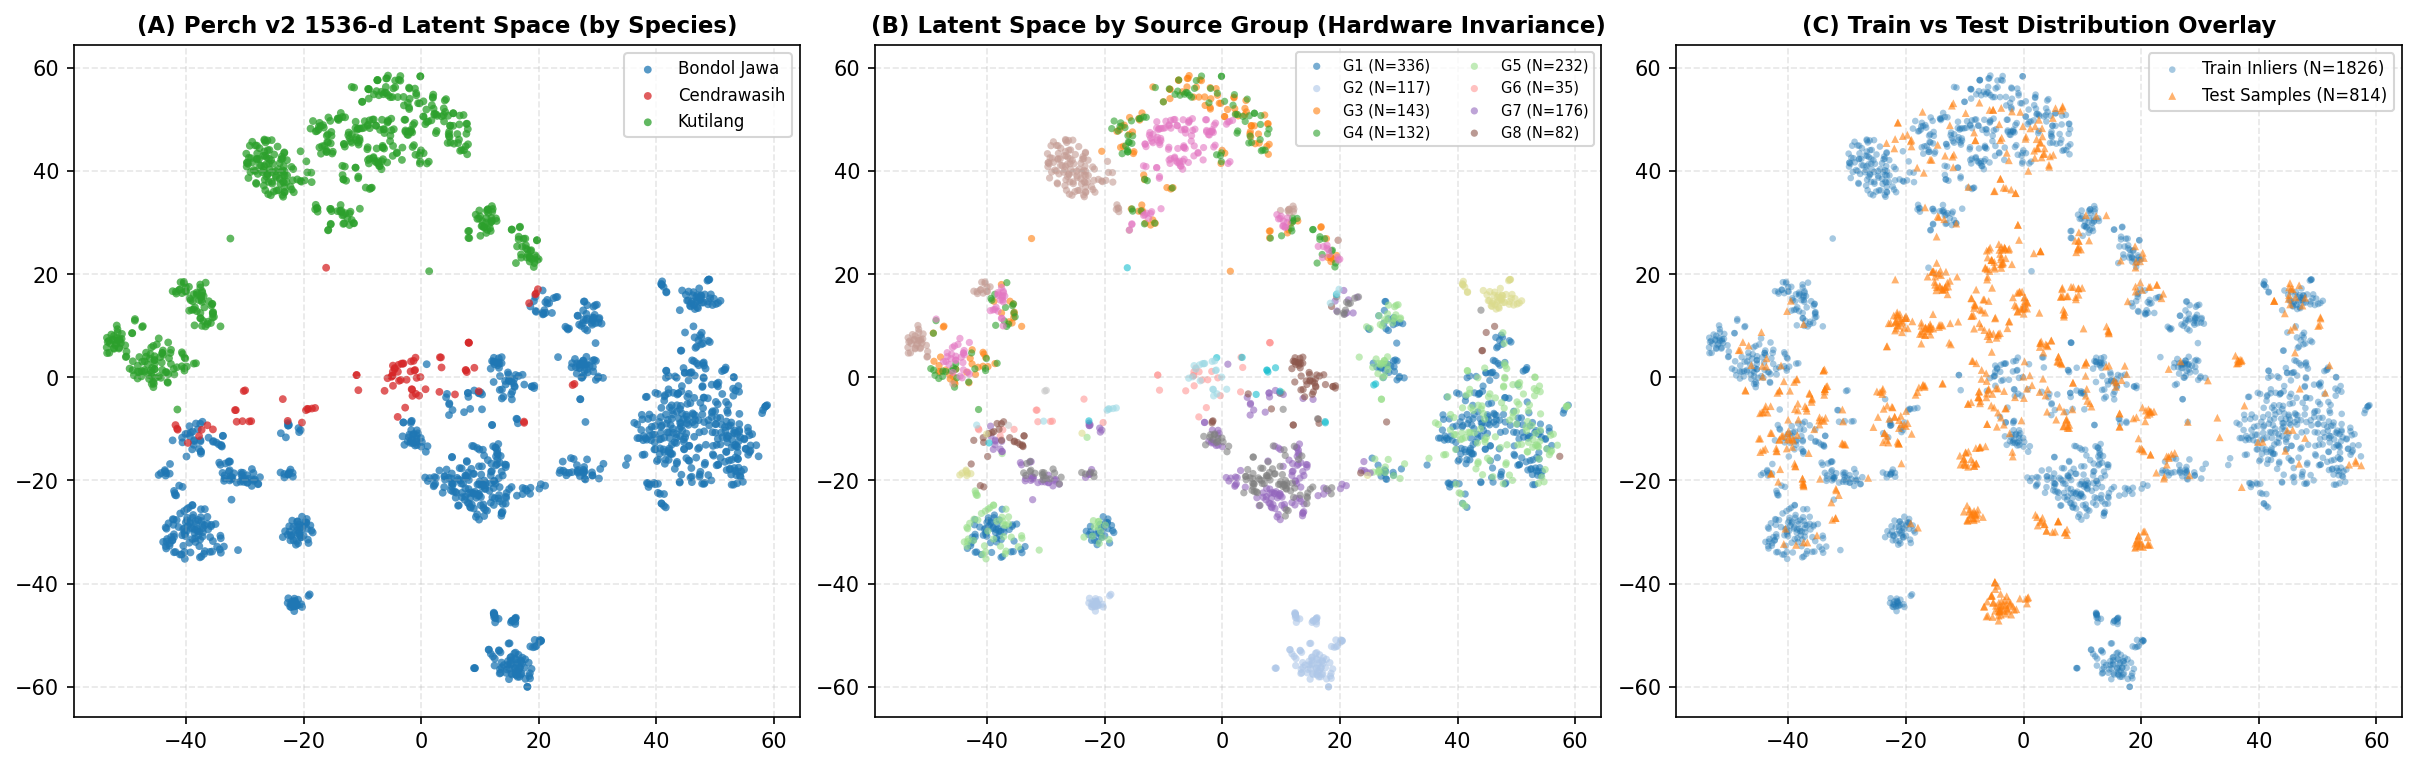 (A) Perch v2 1536-d Latent Space (by Species)
Bondol Jawa
Cendrawasih
Kutilang
60
40
20
0
−20
−40
−60
−40 −20 0 20 40 60
(B) Latent Space by Source Group (Hardware Invariance)
G1 (N=336) G5 (N=232)
G2 (N=117) G6 (N=35)
G3 (N=143) G7 (N=176)
G4 (N=132) G8 (N=82)
60
40
20
0
−20
−40
−60
−40 −20 0 20 40 60
(C) Train vs Test Distribution Overlay
Train Inliers (N=1826)
Test Samples (N=814)
60
40
20
0
−20
−40
−60
−40 −20 0 20 40 60